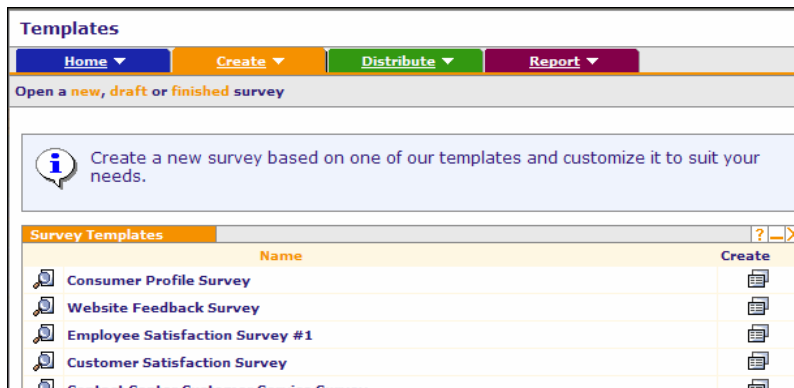 Templates
Home Create Distribute Report
Open a new, draft or finished survey
Create a new survey based on one of our templates and customize it to suit your
needs.
Survey Templates ?
Name Create
Consumer Profile Survey
Website Feedback Survey
Employee Satisfaction Survey #1
Customer Satisfaction Survey